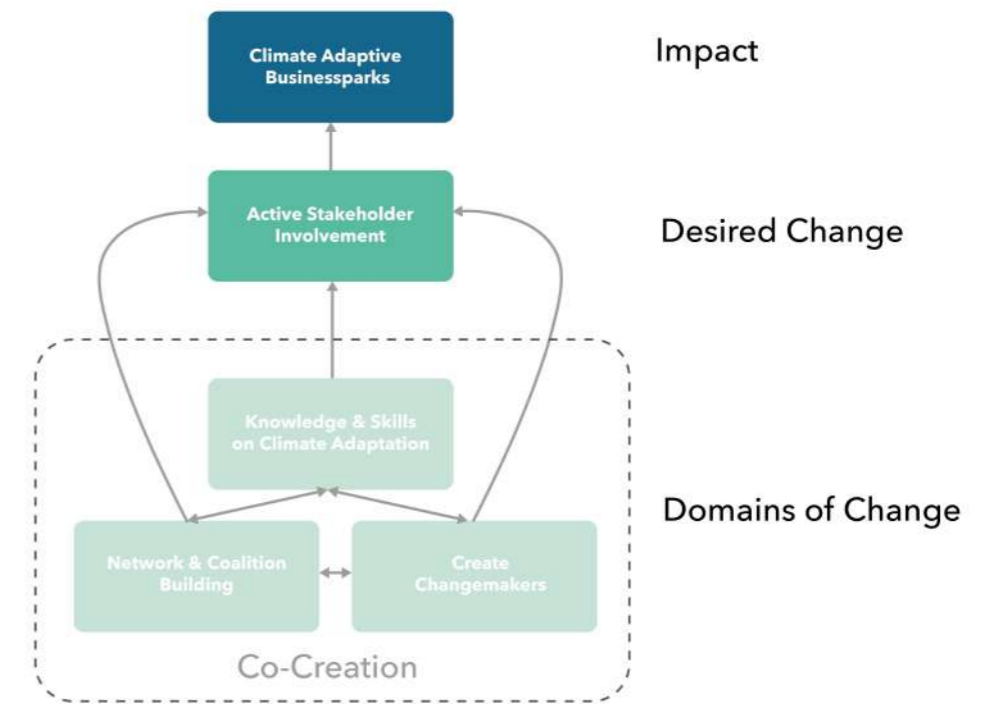 Climate Adaptive
Businessparks
Impact
Active Stakeholder
Involvement
Desired Change
Knowledge & Skills
on Climate Adaptation
Domains of Change
Network & Coalition
Building
Create
Changemakers
Co-Creation